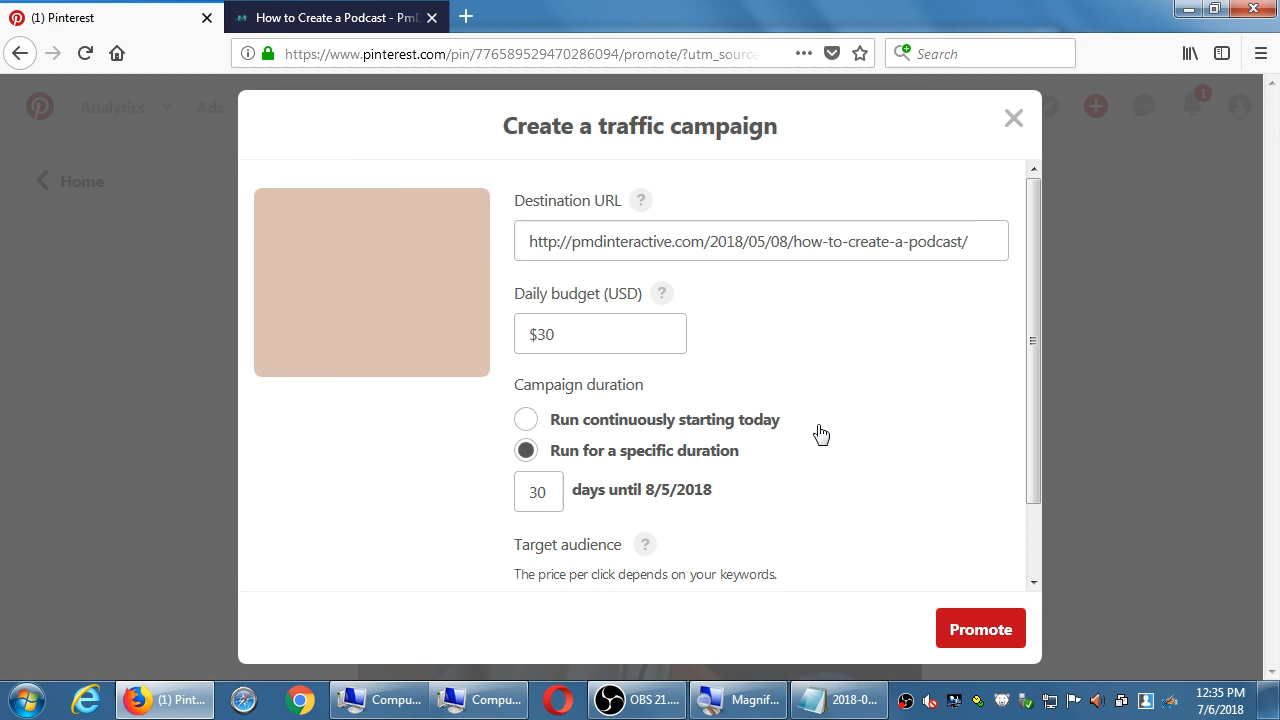 (1) Pinterest
How to Create a Podcast - PmD
https://www.pinterest.com/pin/776589529470286094/promote/?utm_source
Search
Analytics
Ads
1
Home
Create a traffic campaign
Destination URL ?
http://pmdinteractive.com/2018/05/08/how-to-create-a-podcast/
Daily budget (USD) ?
$30
Campaign duration
Run continuously starting today
Run for a specific duration
30 days until 8/5/2018
Target audience ?
The price per click depends on your keywords.
Promote
(1) Pint...
Compu...
Compu...
OBS 21....
Magnif...
2018-0...
12:35 PM
7/6/2018